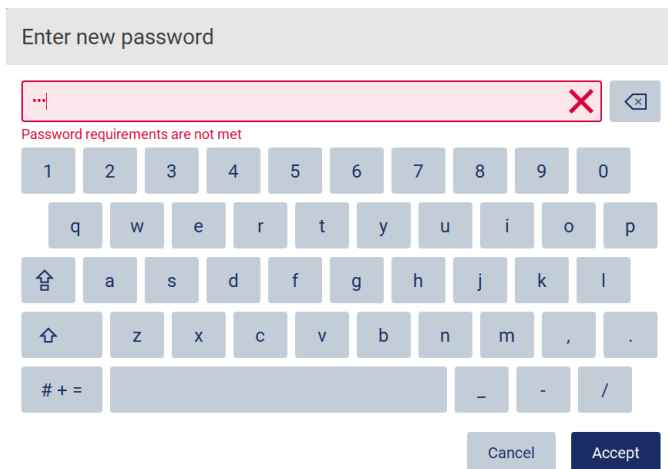 Enter new password
•••
Password requirements are not met
1 2 3 4 5 6 7 8 9 0
q w e r t y u i o p
a s d f g h j k l
z x c v b n m , .
# + = _ - /
Cancel Accept